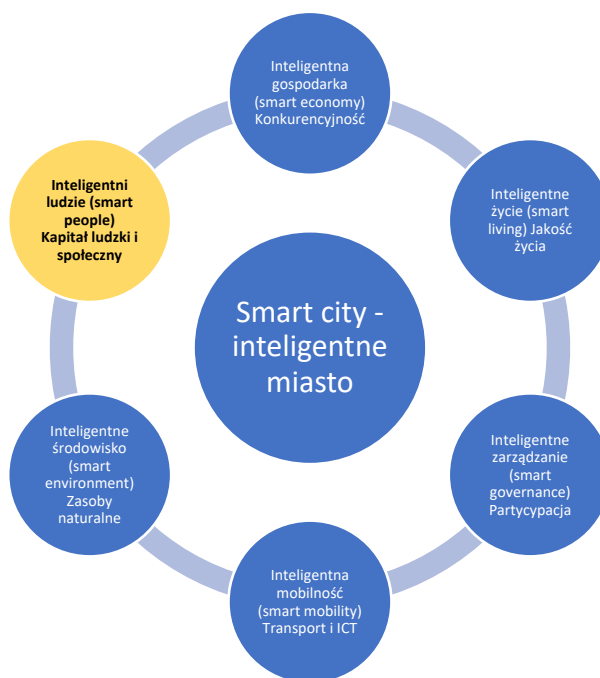 Inteligentna
gospodarka
(smart economy)
Konkurencyjność
Inteligentni
ludzie (smart
people)
Kapitał ludzki i
społeczny
Inteligentne
życie (smart
living) Jakość
życia
Smart city -
inteligentne
miasto
Inteligentne
środowisko
(smart
environment)
Zasoby
naturalne
Inteligentne
zarządzanie
(smart
governance)
Partycypacja
Inteligentna
mobilność
(smart mobility)
Transport i ICT